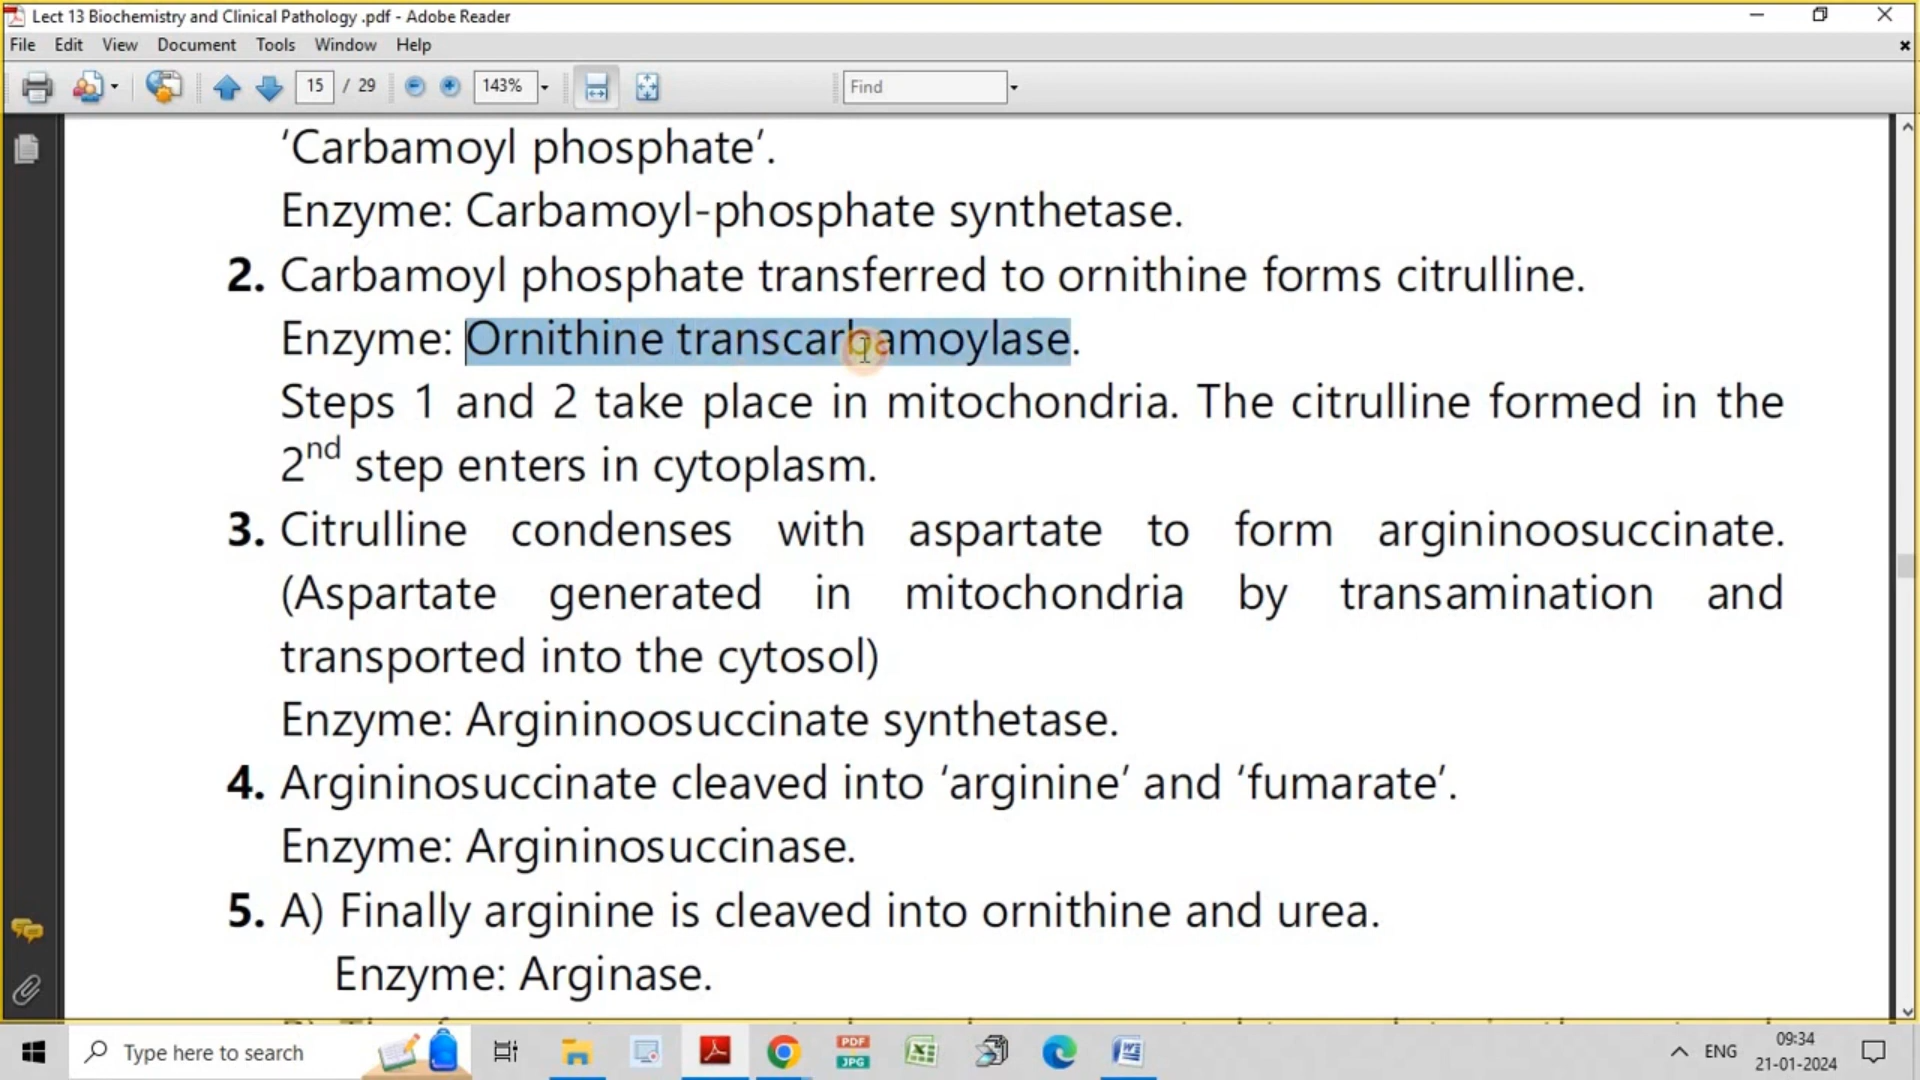 Lect 13 Biochemistry and Clinical Pathology .pdf - Adobe Reader
File Edit View Document Tools Window Help
15 / 29 143% Find
‘Carbamoyl phosphate’.
Enzyme: Carbamoyl-phosphate synthetase.
2. Carbamoyl phosphate transferred to ornithine forms citrulline.
Enzyme: Ornithine transcarbamoylase.
Steps 1 and 2 take place in mitochondria. The citrulline formed in the
2nd step enters in cytoplasm.
3. Citrulline condenses with aspartate to form argininoosuccinate.
(Aspartate generated in mitochondria by transamination and
transported into the cytosol)
Enzyme: Argininoosuccinate synthetase.
4. Argininosuccinate cleaved into ‘arginine’ and ‘fumarate’.
Enzyme: Argininosuccinase.
5. A) Finally arginine is cleaved into ornithine and urea.
Enzyme: Arginase.
Type here to search
PDF
JPG
ENG
09:34
21-01-2024